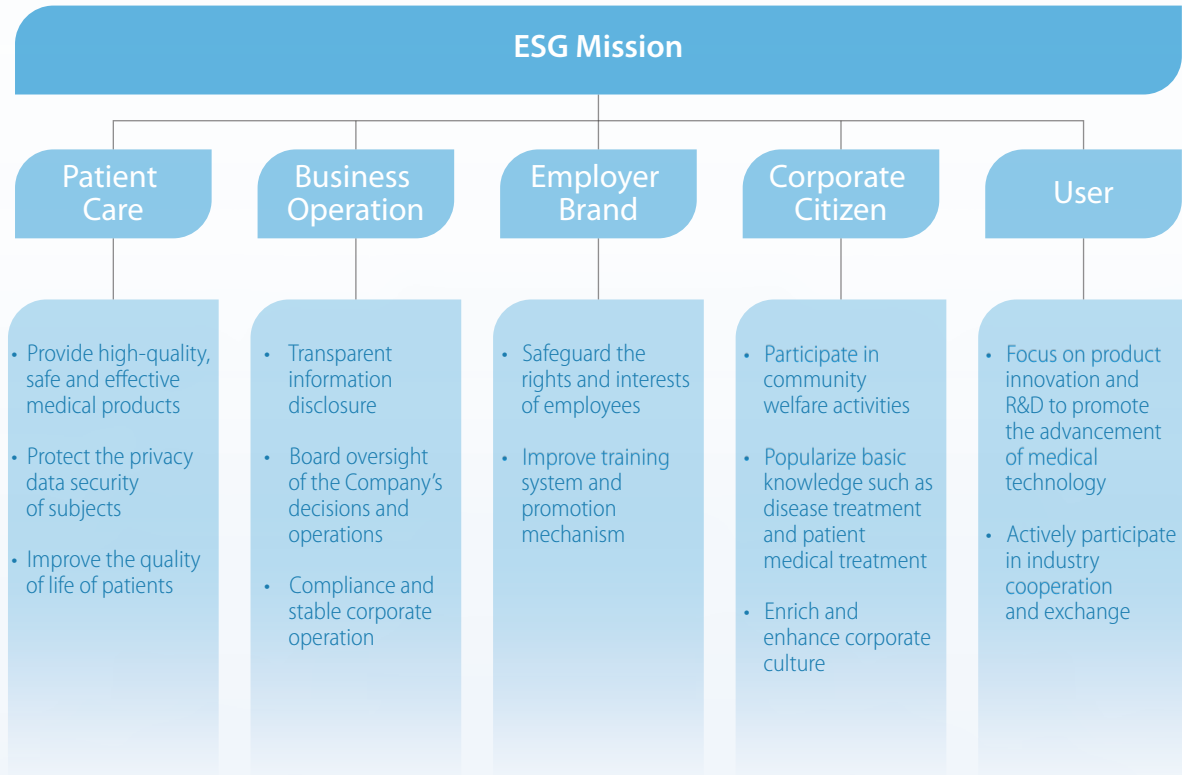 ESG Mission
Patient
Care
Business
Operation
Employer
Brand
Corporate
Citizen
User
• Provide high-quality,
safe and effective
medical products
• Protect the privacy
data security
of subjects
• Improve the quality
of life of patients
• Transparent
information
disclosure
• Board oversight
of the Company’s
decisions and
operations
• Compliance and
stable corporate
operation
• Safeguard the
rights and interests
of employees
• Improve training
system and
promotion
mechanism
• Participate in
community
welfare activities
• Popularize basic
knowledge such as
disease treatment
and patient
medical treatment
• Enrich and
enhance corporate
culture
• Focus on product
innovation and
R&D to promote
the advancement
of medical
technology
• Actively participate
in industry
cooperation
and exchange